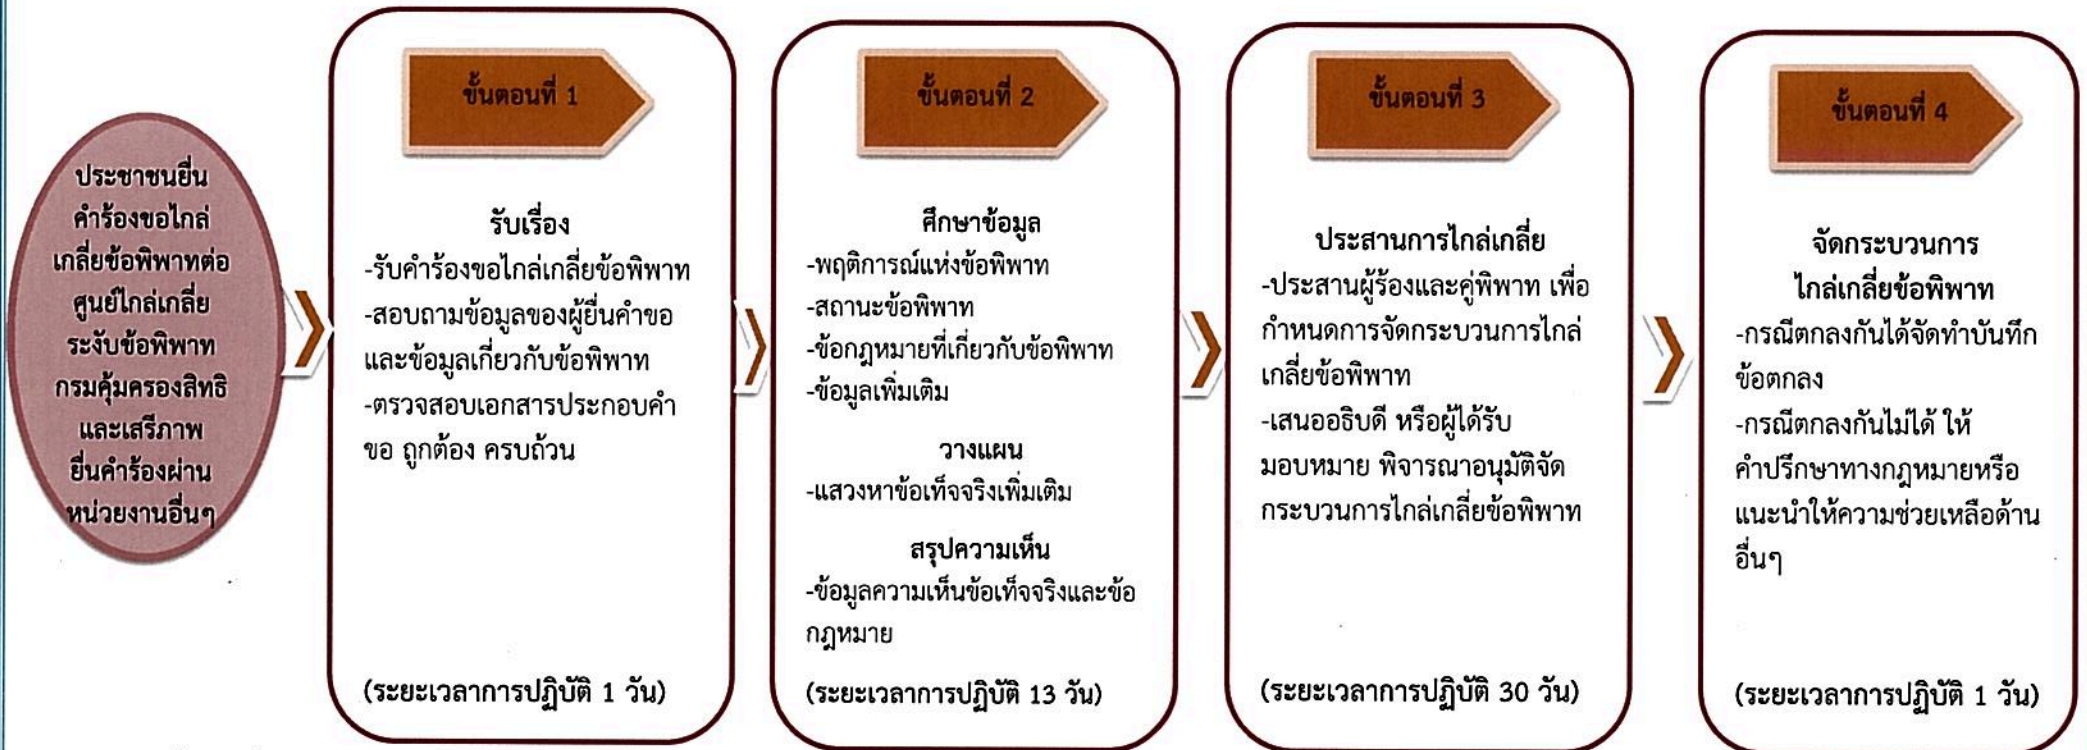 ประชาชนยื่น
คำร้องขอไกล่
เกลี่ยข้อพิพาทต่อ
ศูนย์ไกล่เกลี่ย
ระงับข้อพิพาท
กรมคุ้มครองสิทธิ
และเสรีภาพ
ยื่นคำร้องผ่าน
หน่วยงานอื่นๆ
ขั้นตอนที่ 1
รับเรื่อง
-รับคำร้องขอไกล่เกลี่ยข้อพิพาท
-สอบถามข้อมูลของผู้ยื่นคำขอ
และข้อมูลเกี่ยวกับข้อพิพาท
-ตรวจสอบเอกสารประกอบคำ
ขอ ถูกต้อง ครบถ้วน
(ระยะเวลาการปฏิบัติ 1 วัน)
ขั้นตอนที่ 2
ศึกษาข้อมูล
-พฤติการณ์แห่งข้อพิพาท
-สถานะข้อพิพาท
-ข้อกฎหมายที่เกี่ยวกับข้อพิพาท
-ข้อมูลเพิ่มเติม
วางแผน
-แสวงหาข้อเท็จจริงเพิ่มเติม
สรุปความเห็น
-ข้อมูลความเห็นข้อเท็จจริงและข้อ
กฎหมาย
(ระยะเวลาการปฏิบัติ 13 วัน)
ขั้นตอนที่ 3
ประสานการไกล่เกลี่ย
-ประสานผู้ร้องและคู่พิพาท เพื่อ
กำหนดการจัดกระบวนการไกล่
เกลี่ยข้อพิพาท
-เสนออธิบดี หรือผู้ได้รับ
มอบหมาย พิจารณาอนุมัติจัด
กระบวนการไกล่เกลี่ยข้อพิพาท
(ระยะเวลาการปฏิบัติ 30 วัน)
ขั้นตอนที่ 4
จัดกระบวนการ
ไกล่เกลี่ยข้อพิพาท
-กรณีตกลงกันได้จัดทำบันทึก
ข้อตกลง
-กรณีตกลงกันไม่ได้ ให้
คำปรึกษาทางกฎหมายหรือ
แนะนำให้ความช่วยเหลือด้าน
อื่นๆ
(ระยะเวลาการปฏิบัติ 1 วัน)